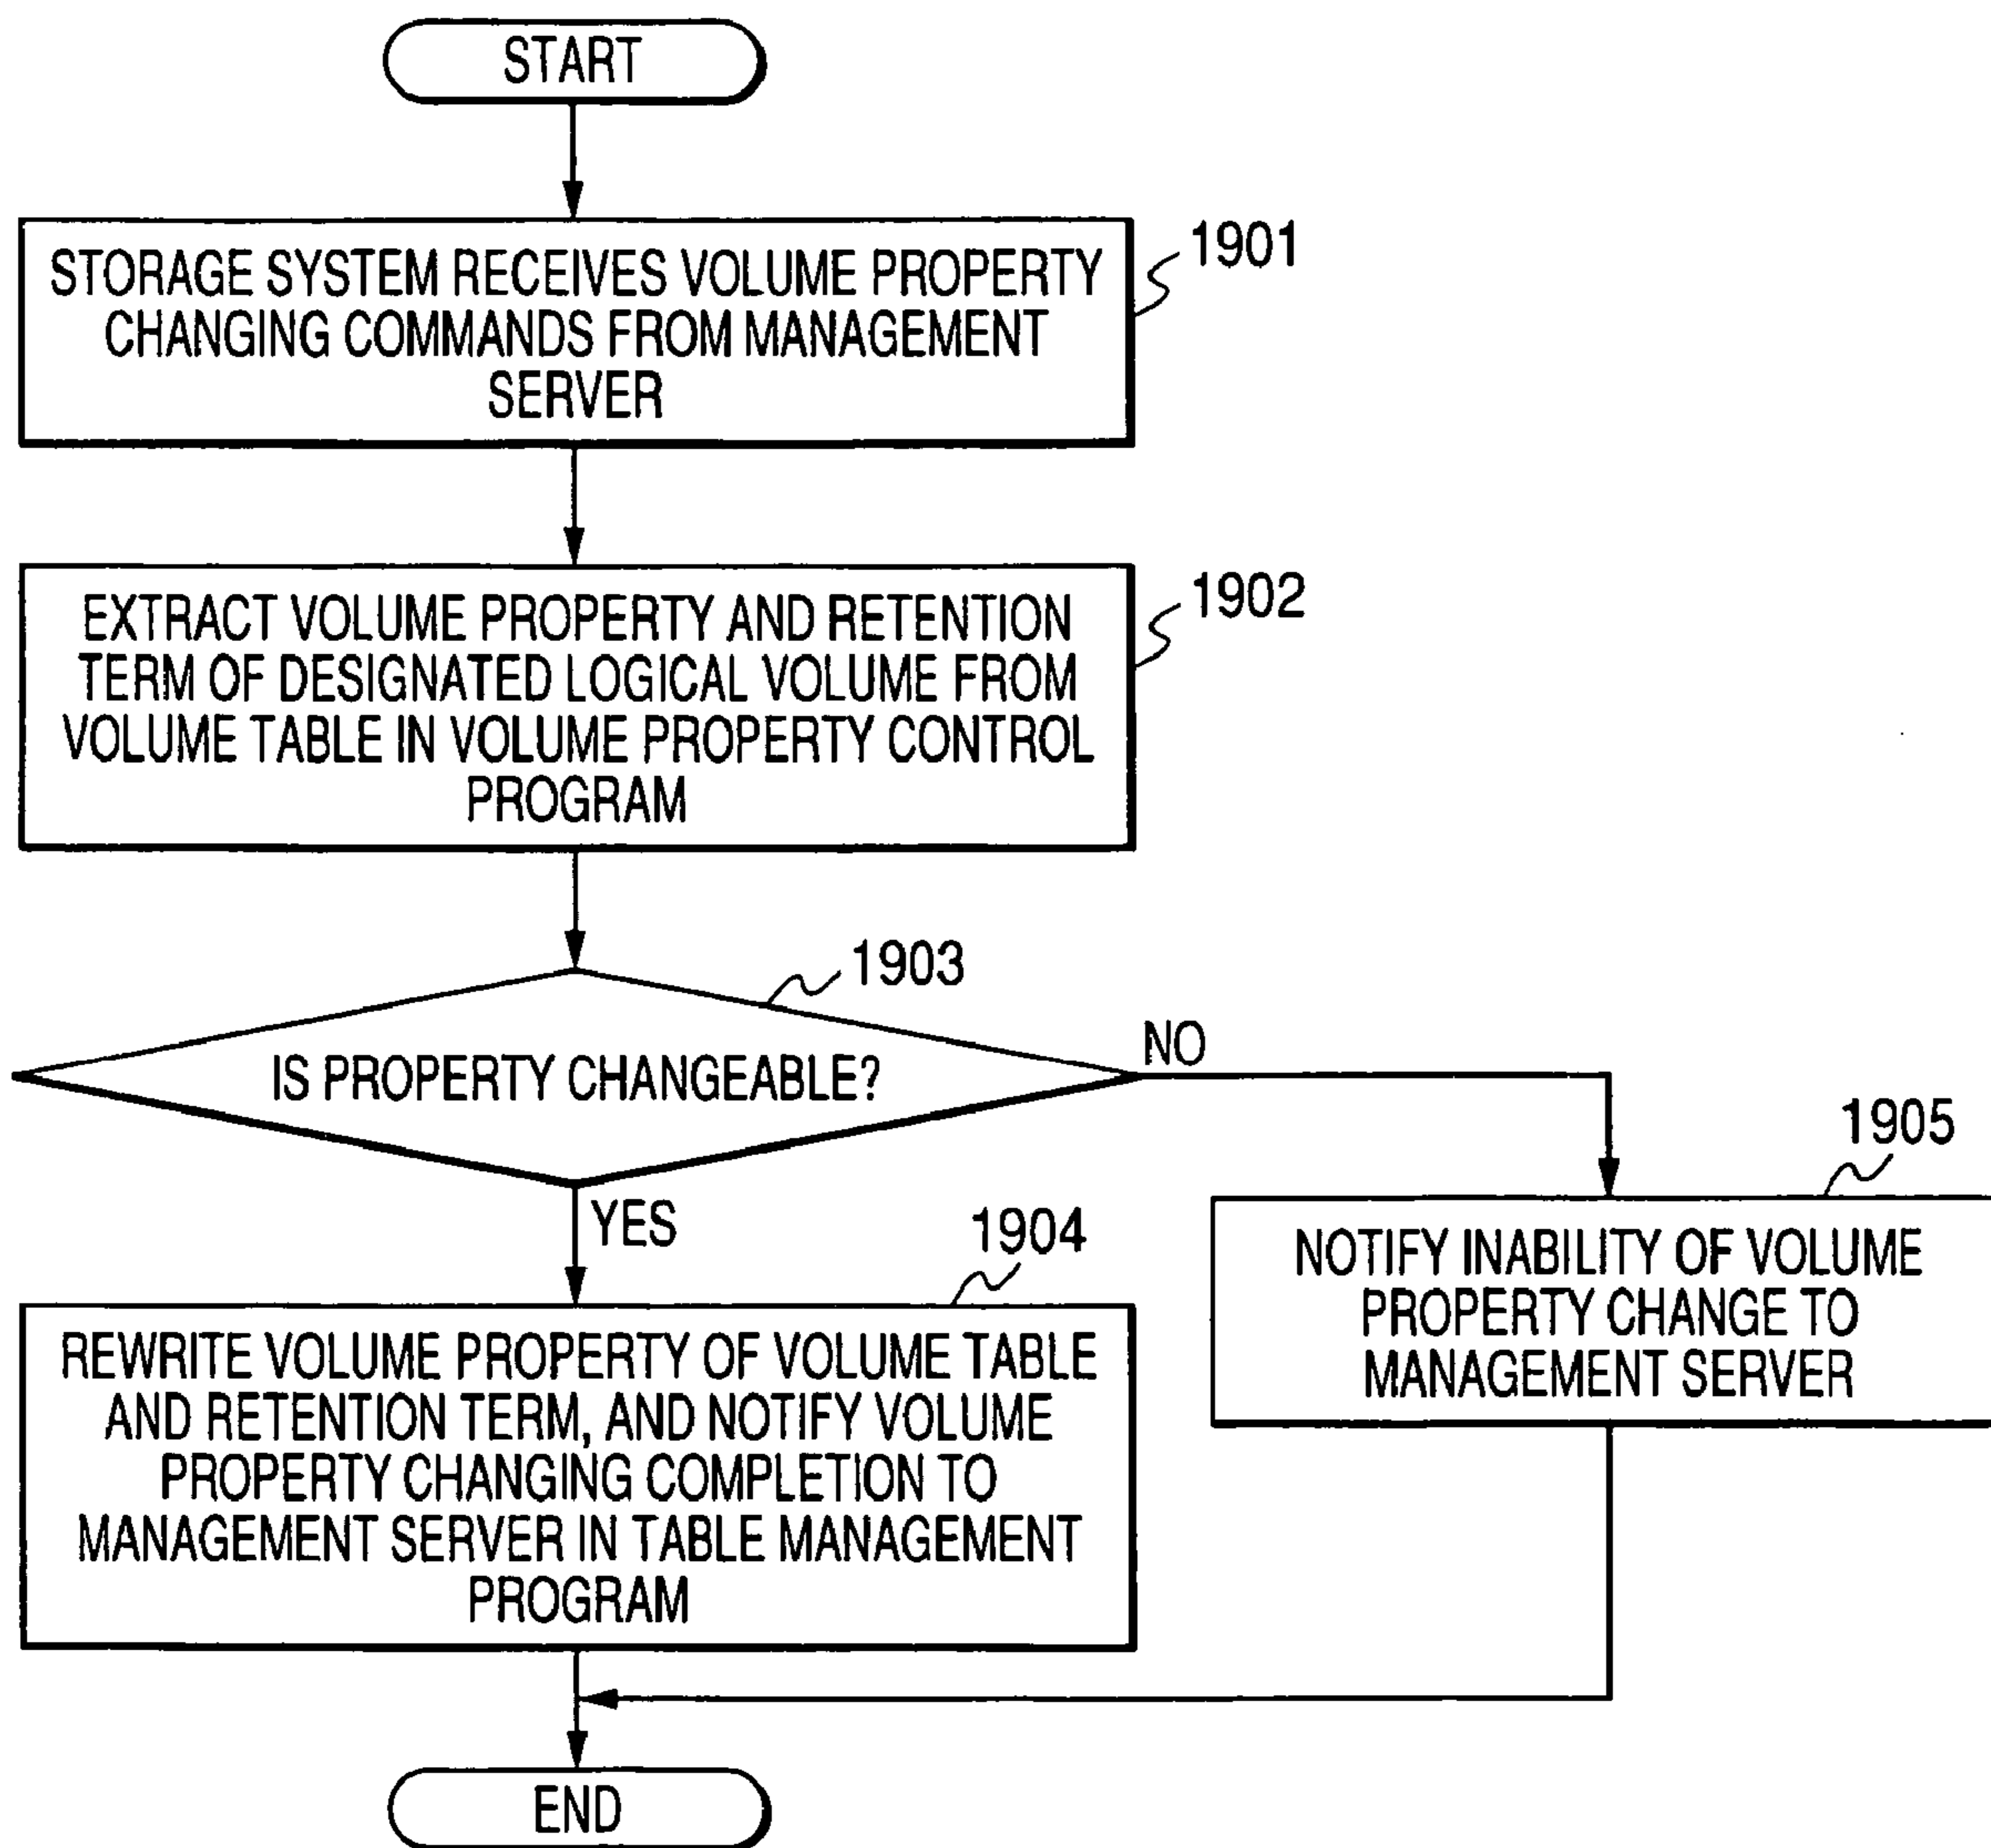 START
STORAGE SYSTEM RECEIVES VOLUME PROPERTY
CHANGING COMMANDS FROM MANAGEMENT
SERVER
1901
EXTRACT VOLUME PROPERTY AND RETENTION
TERM OF DESIGNATED LOGICAL VOLUME FROM
VOLUME TABLE IN VOLUME PROPERTY CONTROL
PROGRAM
1902
1903
IS PROPERTY CHANGEABLE?
NO
YES
1904
REWRITE VOLUME PROPERTY OF VOLUME TABLE
AND RETENTION TERM, AND NOTIFY VOLUME
PROPERTY CHANGING COMPLETION TO
MANAGEMENT SERVER IN TABLE MANAGEMENT
PROGRAM
1905
NOTIFY INABILITY OF VOLUME
PROPERTY CHANGE TO
MANAGEMENT SERVER
END